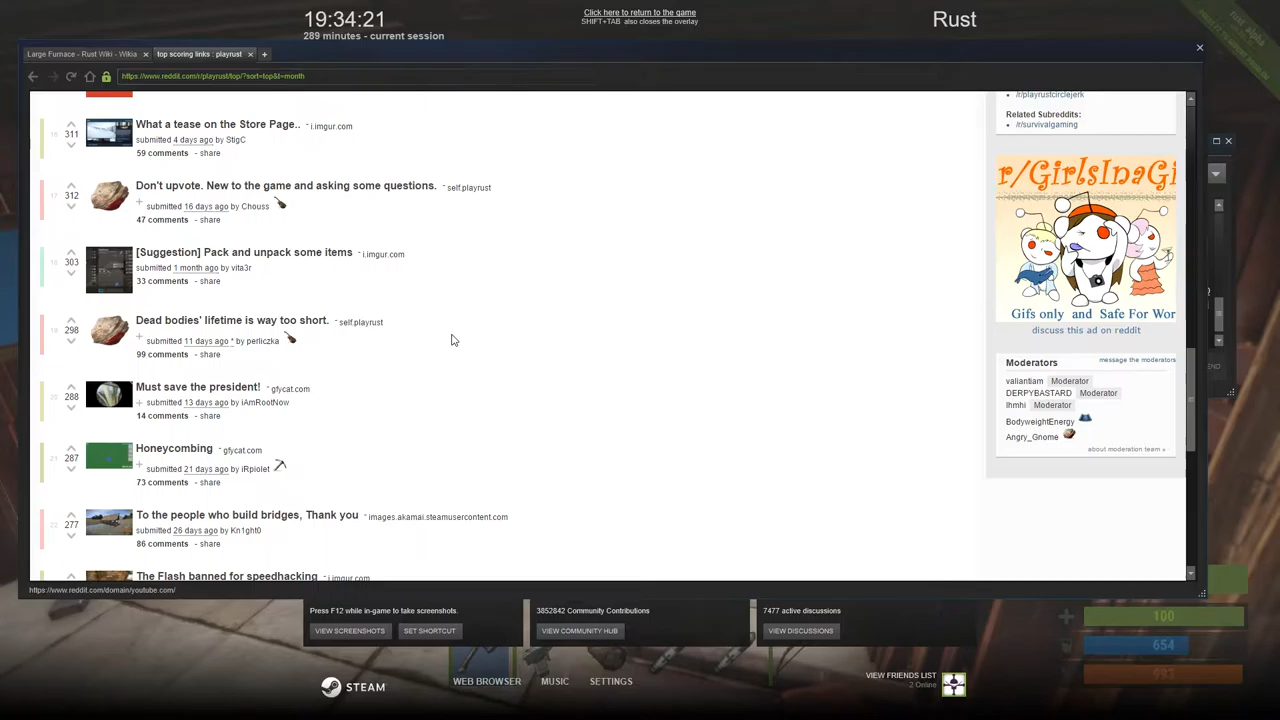 19:34:21
289 minutes - current session
Click here to return to the game
SHIFT+TAB also closes the overlay
Rust
Large Furnace - Rust Wiki - Wikia
top scoring links : playrust
https://www.reddit.com/r/playrust/top/?sort=top&t=month
311
What a tease on the Store Page..
i.imgur.com
submitted 4 days ago by StigC
59 comments - share
17
312
Don't upvote. New to the game and asking some questions.
self.playrust
submitted 16 days ago by Chouss
47 comments - share
303
[Suggestion] Pack and unpack some items
i.imgur.com
submitted 1 month ago by vita3r
33 comments - share
298
Dead bodies' lifetime is way too short.
self.playrust
submitted 11 days ago * by perliczka
99 comments - share
20
288
Must save the president!
gfycat.com
submitted 13 days ago by iAmRootNow
14 comments - share
21
287
Honeycombing
gfycat.com
submitted 21 days ago by iRpiolet
73 comments - share
22
277
To the people who build bridges, Thank you
images.akamai.steamusercontent.com
submitted 26 days ago by Kn1ght0
86 comments - share
The Flash banned for speedhacking
i.imgur.com
/r/playrustcirclejerk
Related Subreddits:
/r/survivalgaming
r/GirlsInaGi
Gifs only and Safe For Wor
discuss this ad on reddit
Moderators
message the moderators
valiantiam Moderator
DERPYBASTARD Moderator
lhmhi Moderator
BodyweightEnergy
Angry_Gnome
about moderation team »
https://www.reddit.com/domain/youtube.com/
Press F12 while in-game to take screenshots.
VIEW SCREENSHOTS
SET SHORTCUT
3852842 Community Contributions
VIEW COMMUNITY HUB
7477 active discussions
VIEW DISCUSSIONS
100
654
993
STEAM
WEB BROWSER
MUSIC
SETTINGS
VIEW FRIENDS LIST
2 Online